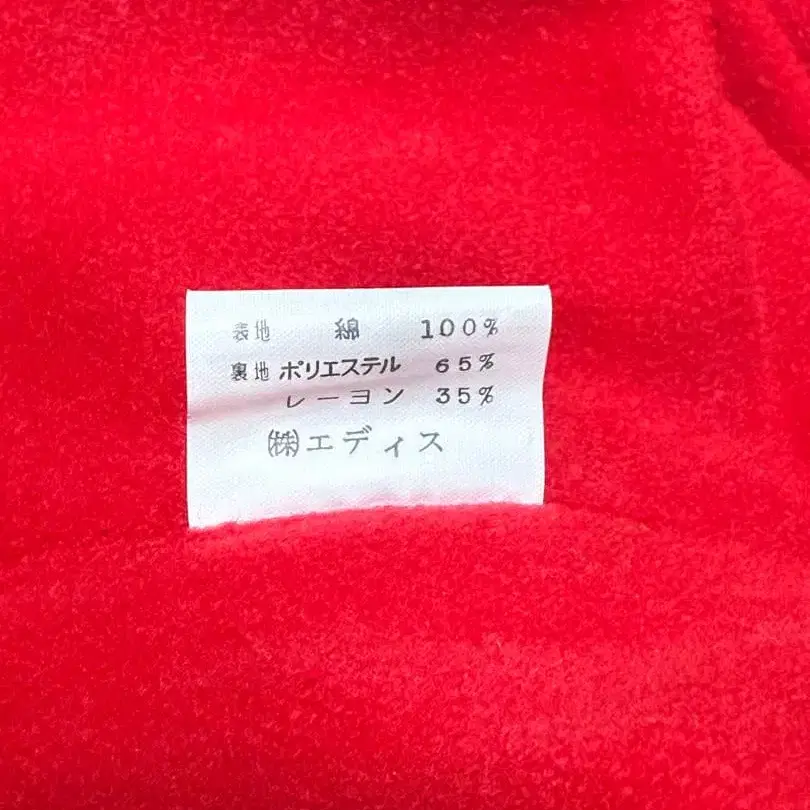 表地 綿 100%
裏地 ポリエステル 65%
レーヨン 35%
㈱エディス